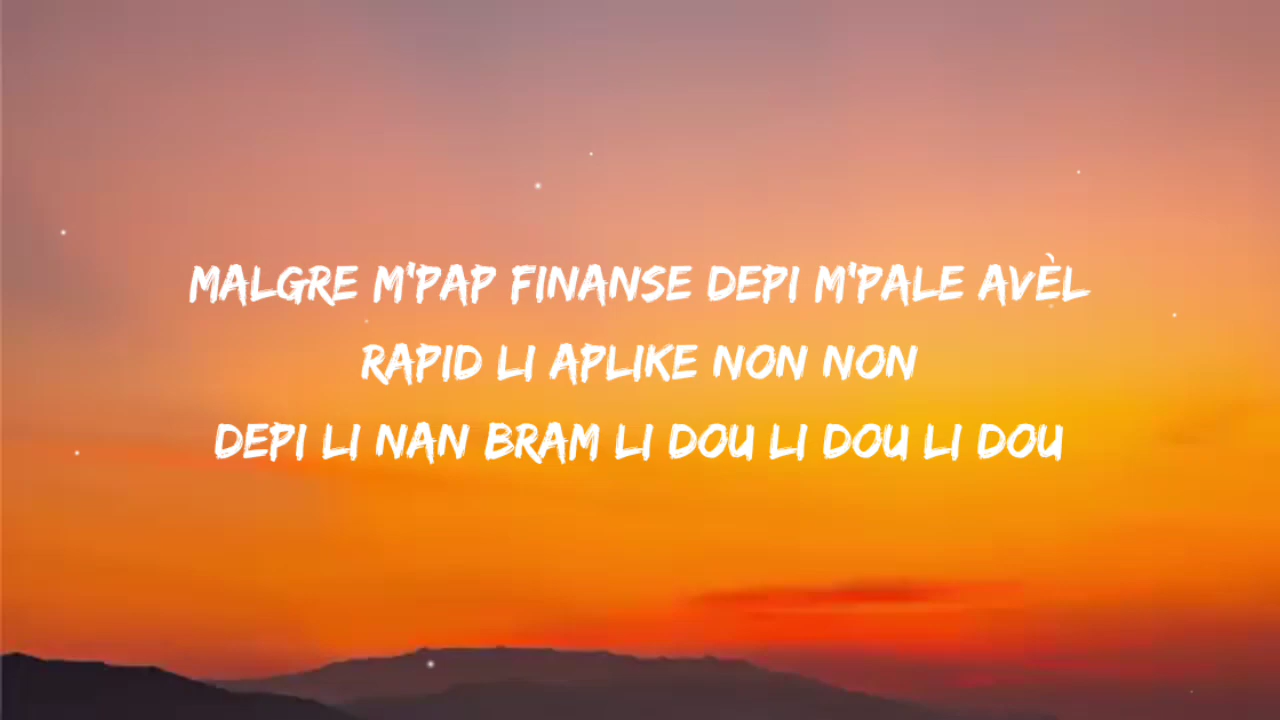 MALGRE M'PAP FINANSE DEPI M'PALE AVÈL
RAPID LI APLIKE NON NON
DEPI LI NAN BRAM LI DOU LI DOU LI DOU